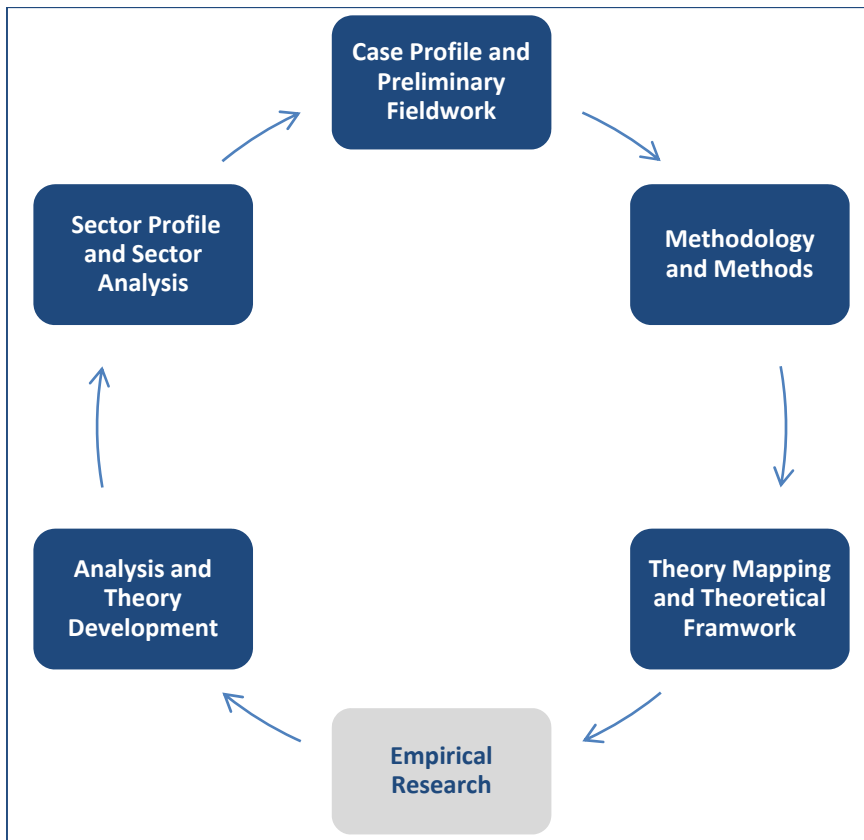 Case Profile and
Preliminary
Fieldwork
Methodology
and Methods
Theory Mapping
and Theoretical
Framwork
Empirical
Research
Analysis and
Theory
Development
Sector Profile
and Sector
Analysis